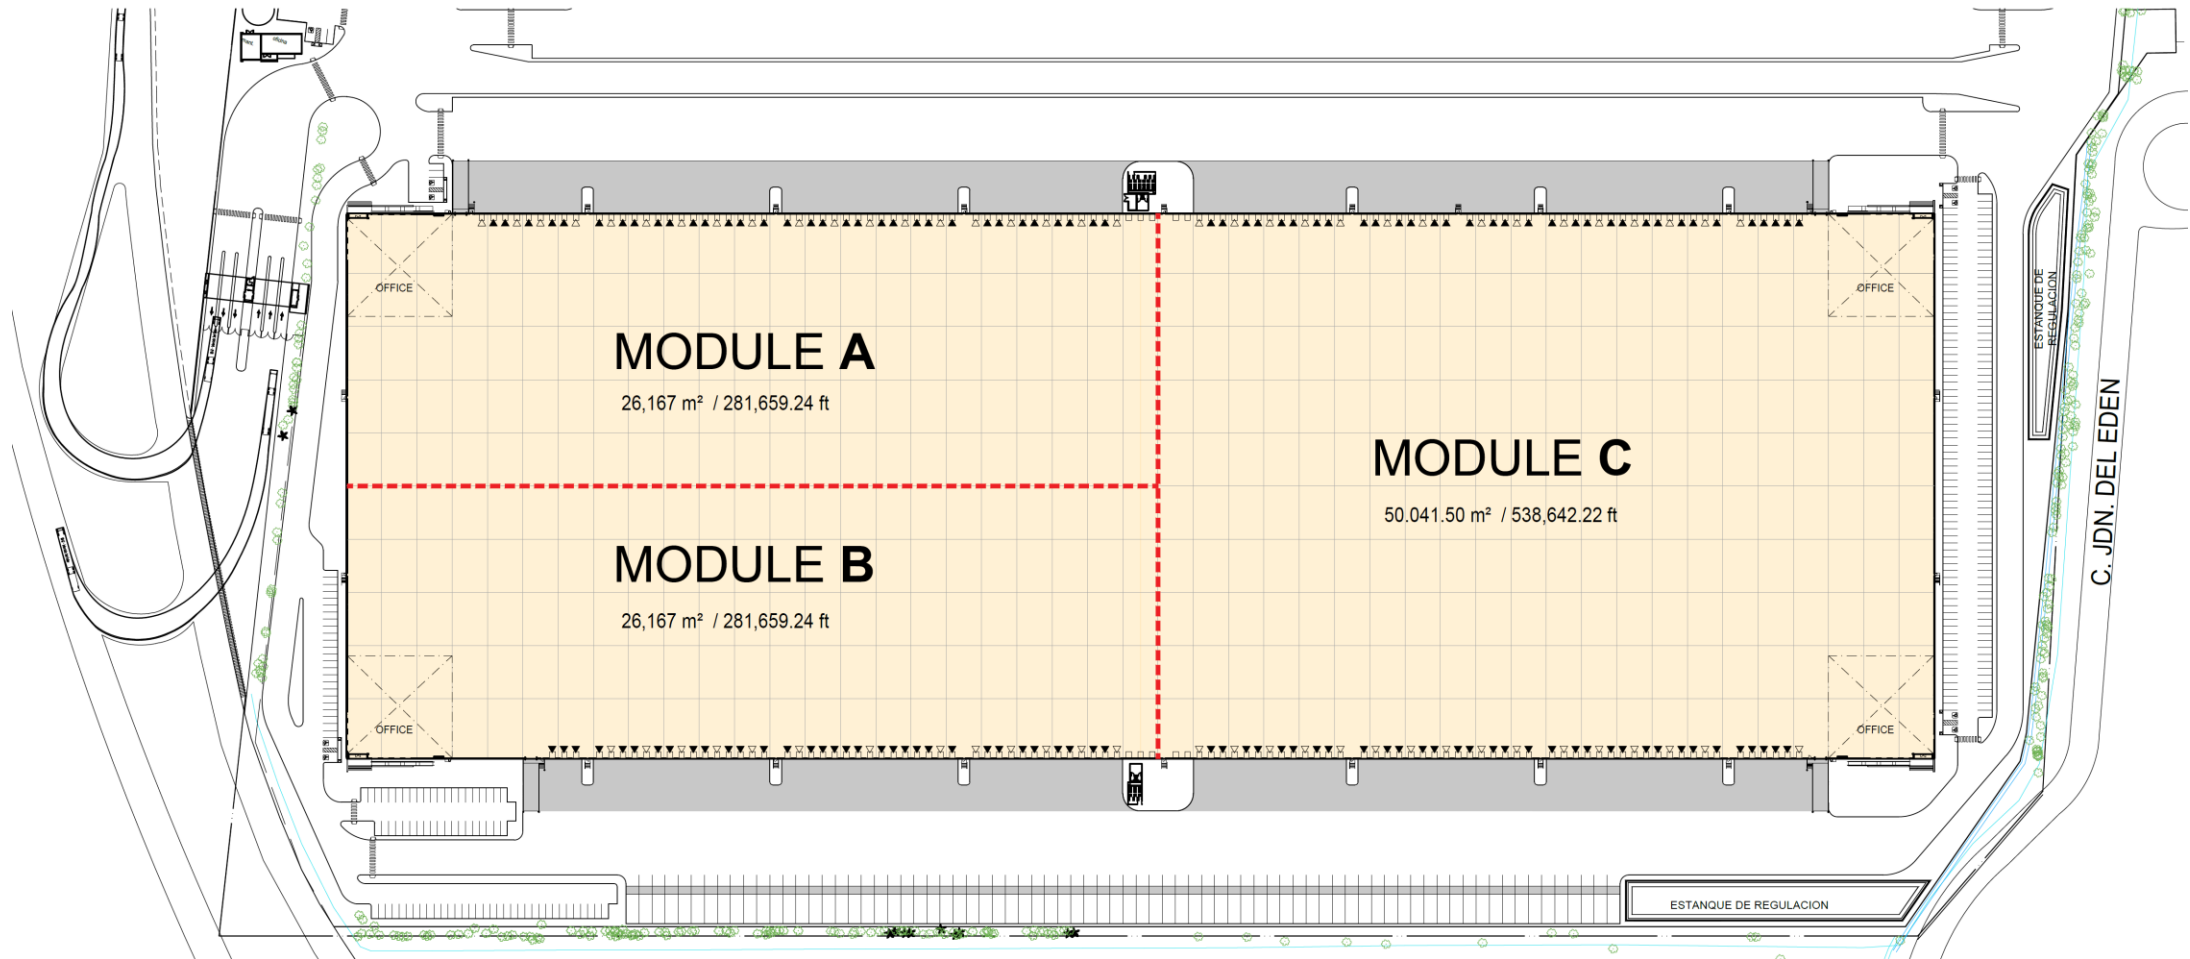 OFFICE
OFFICE
ESTANQUE DE
REGULACION
MODULE A
26,167 m² / 281,659.24 ft
C. JDN. DEL EDEN
MODULE C
50.041.50 m² / 538,642.22 ft
MODULE B
26,167 m² / 281,659.24 ft
OFFICE
OFFICE
ESTANQUE DE REGULACION